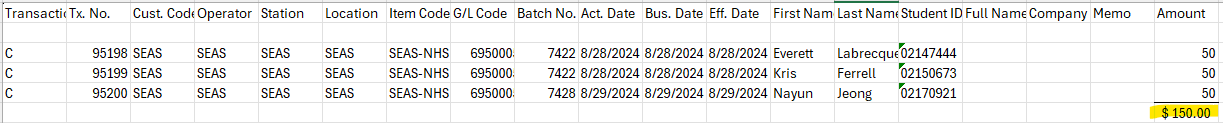 Transactic Tx. No. Cust. Code Operator Station Location Item Code G/L Code Batch No. Act. Date Bus. Date Eff. Date First Nam Last Name Student ID Full Name Company Memo Amount
C 95198 SEAS SEAS SEAS SEAS SEAS-NHS 695000 7422 8/28/2024 8/28/2024 8/28/2024 Everett Labrecque 02147444 50
C 95199 SEAS SEAS SEAS SEAS SEAS-NHS 695000 7422 8/28/2024 8/28/2024 8/28/2024 Kris Ferrell 02150673 50
C 95200 SEAS SEAS SEAS SEAS SEAS-NHS 695000 7428 8/29/2024 8/29/2024 8/29/2024 Nayun Jeong 02170921 50
$ 150.00